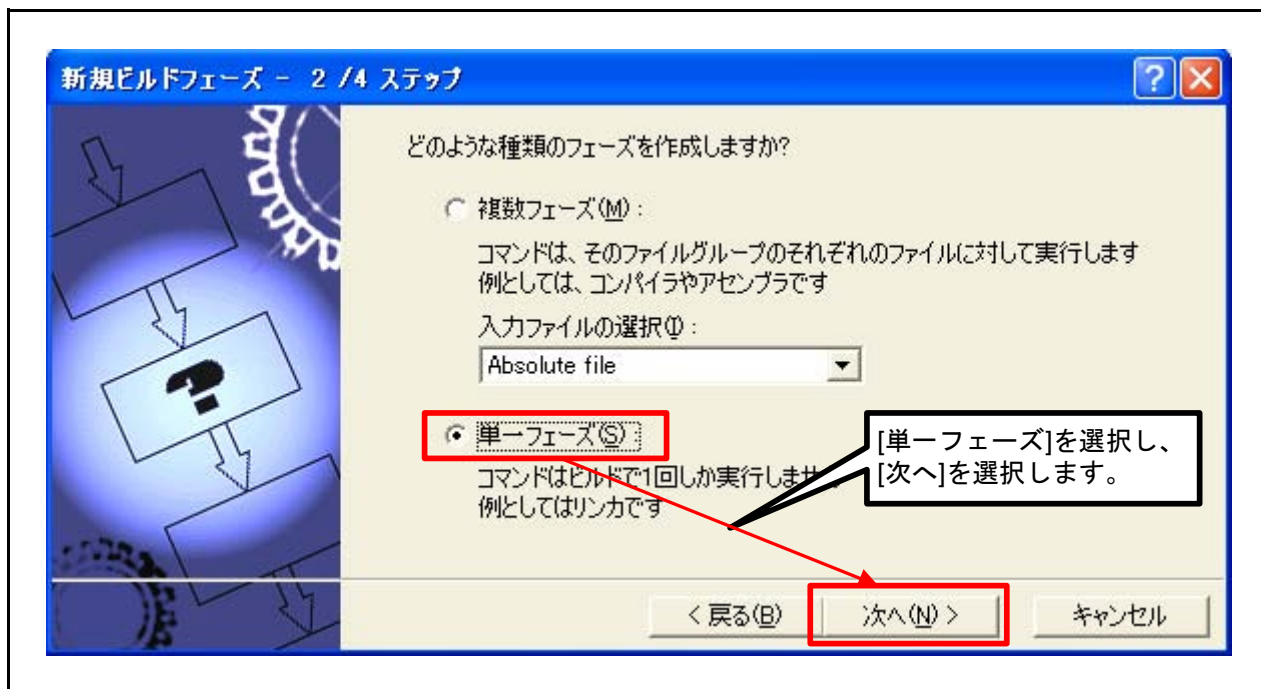 新規ビルドフェーズ - 2 /4 ステップ
どのような種類のフェーズを作成しますか?
複数フェーズ(M) :
コマンドは、そのファイルグループのそれぞれのファイルに対して実行します
例としては、コンパイラやアセンブラです
入力ファイルの選択(I) :
Absolute file
単一フェーズ(S) :
コマンドはビルドで1回しか実行しませ
例としてはリンカです
[単一フェーズ]を選択し、
[次へ]を選択します。
< 戻る(B)
次へ(N) >
キャンセル